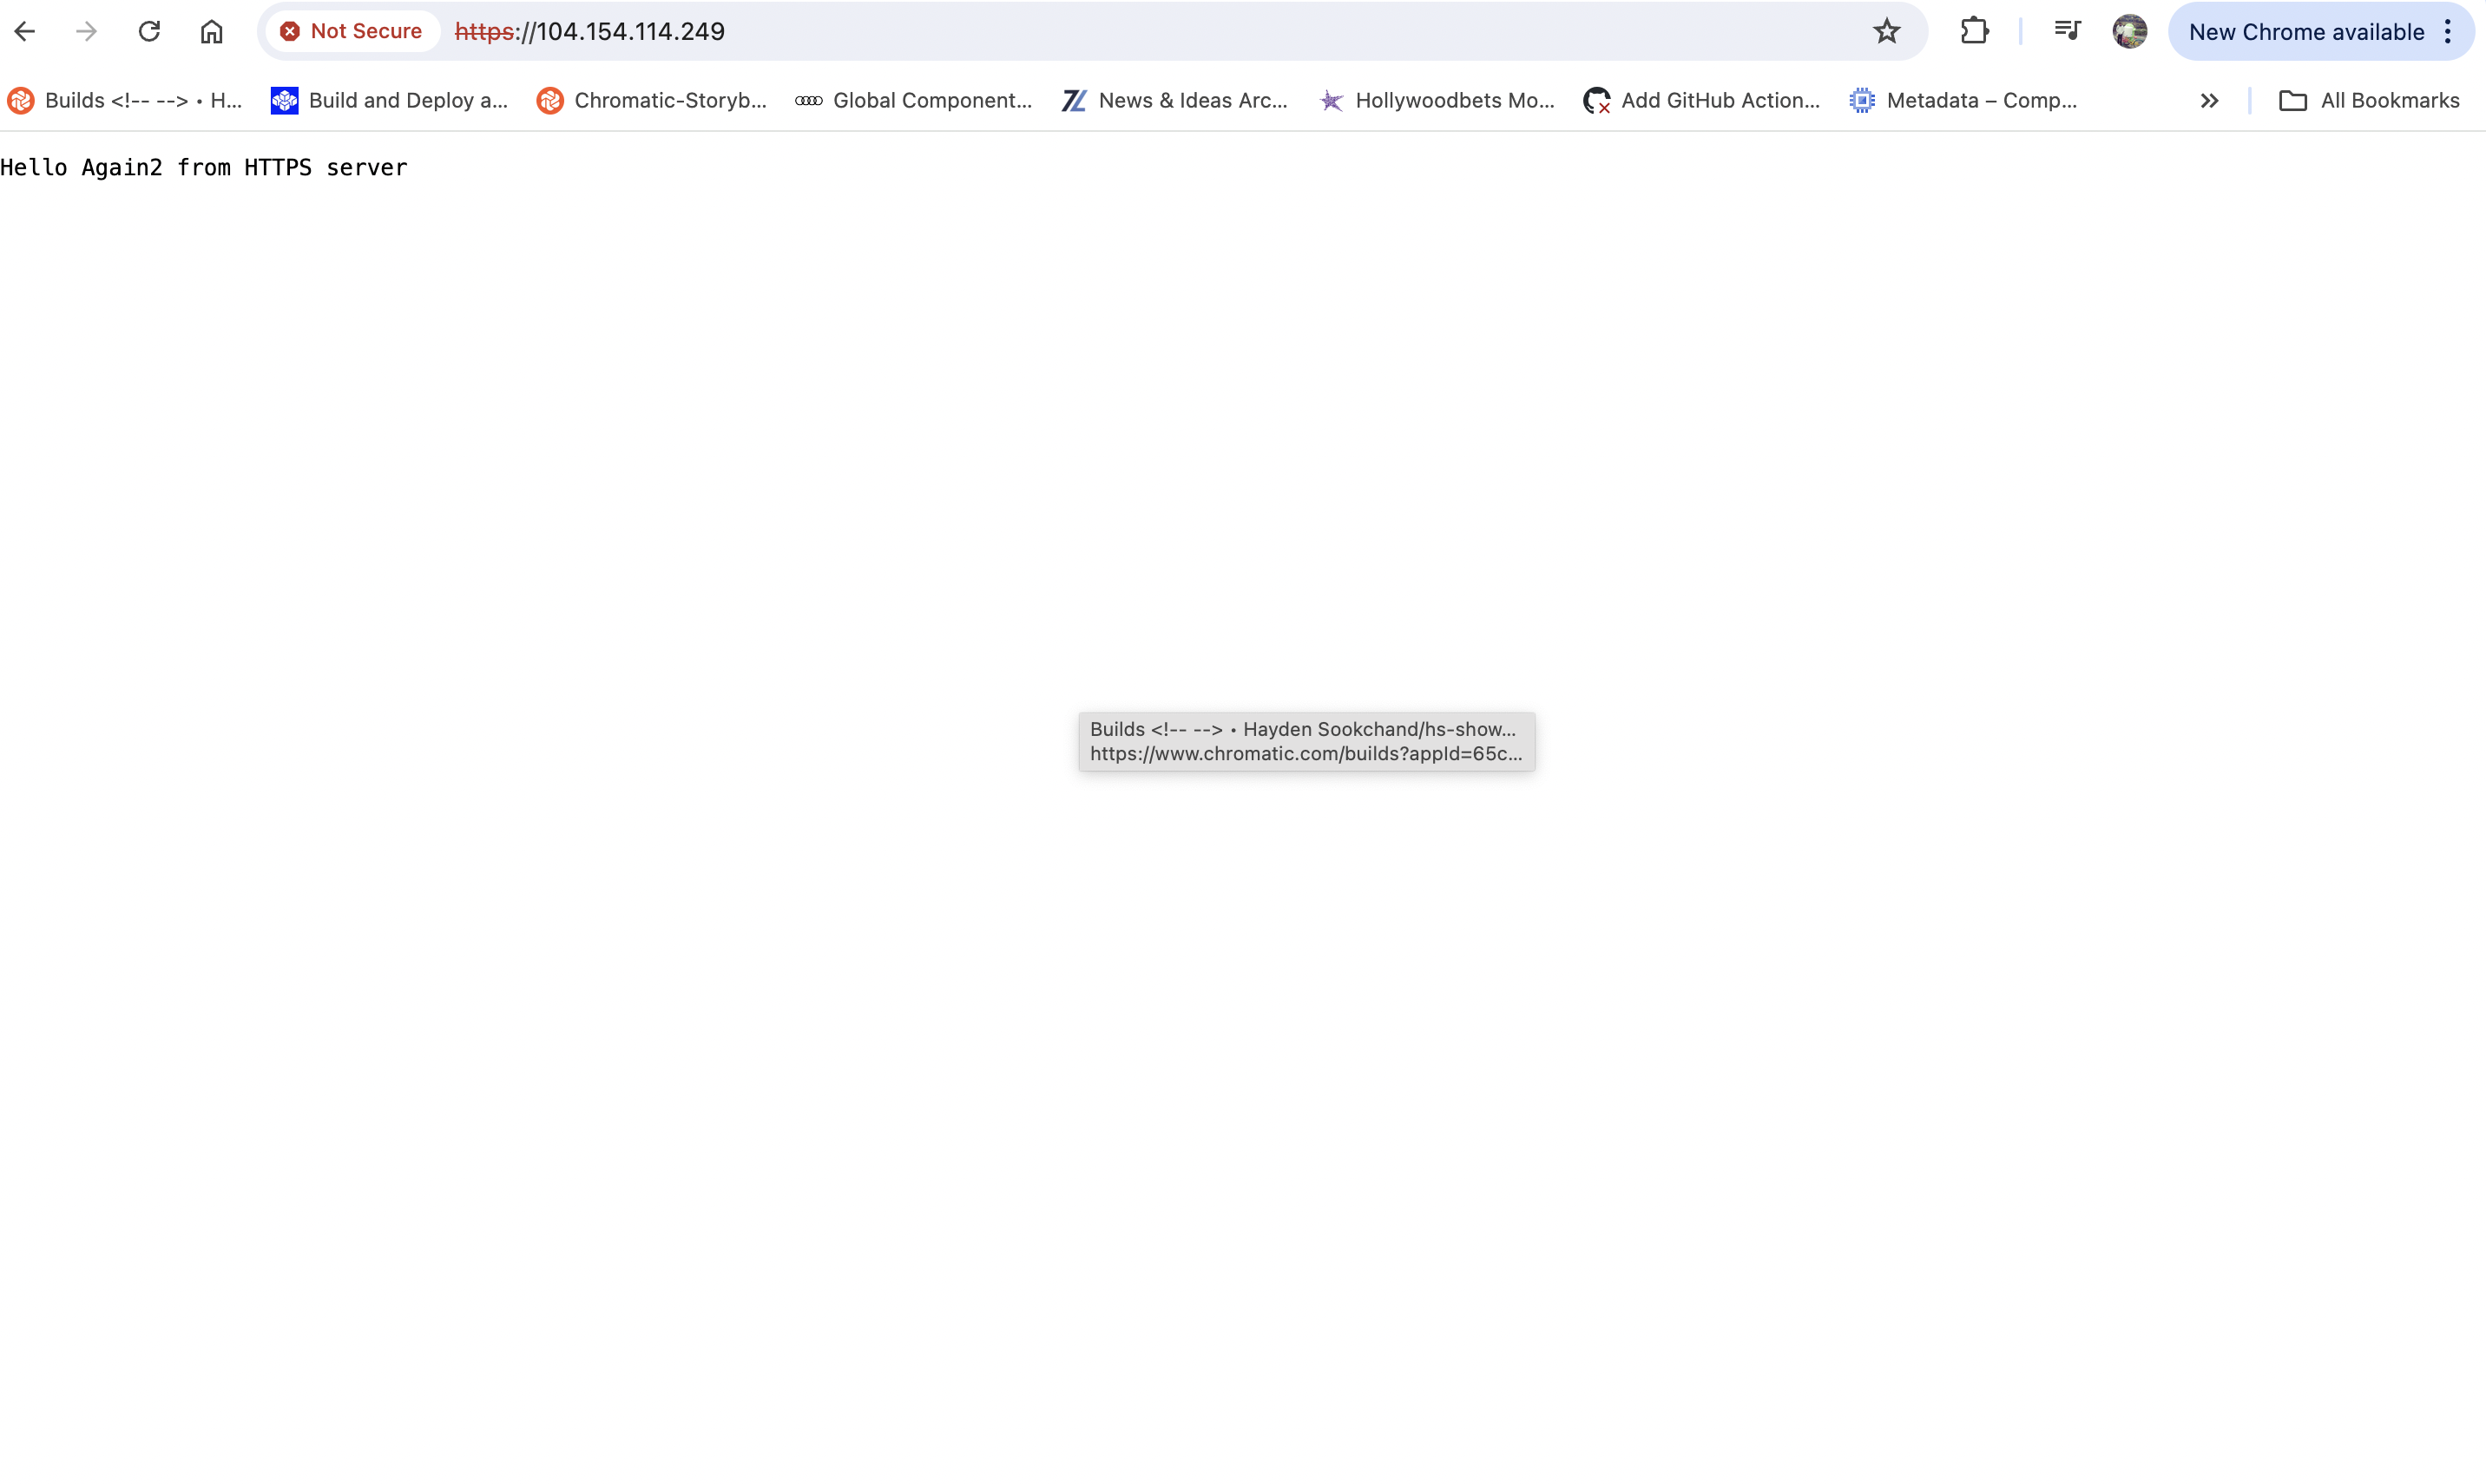 Not Secure https://104.154.114.249 New Chrome available
Builds <!-- --> • H... Build and Deploy a... Chromatic-Storyb... Global Component... News & Ideas Arc... Hollywoodbets Mo... Add GitHub Action... Metadata – Comp... All Bookmarks
Hello Again2 from HTTPS server
Builds <!-- --> • Hayden Sookchand/hs-show...
https://www.chromatic.com/builds?appId=65c...